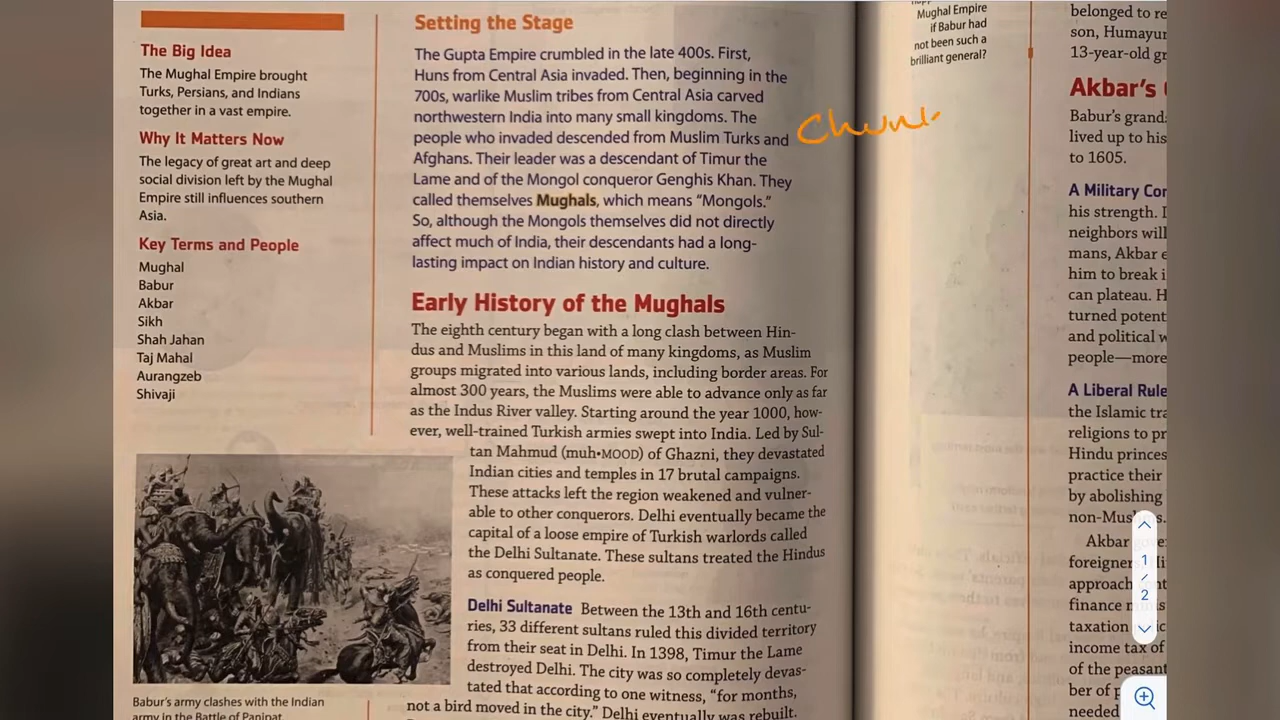 The Big Idea
The Mughal Empire brought
Turks, Persians, and Indians
together in a vast empire.
Why It Matters Now
The legacy of great art and deep
social division left by the Mughal
Empire still influences southern
Asia.
Key Terms and People
Mughal
Babur
Akbar
Sikh
Shah Jahan
Taj Mahal
Aurangzeb
Shivaji
Babur's army clashes with the Indian
army in the Battle of Panipat.
Setting the Stage
The Gupta Empire crumbled in the late 400s. First,
Huns from Central Asia invaded. Then, beginning in the
700s, warlike Muslim tribes from Central Asia carved
northwestern India into many small kingdoms. The
people who invaded descended from Muslim Turks and
Afghans. Their leader was a descendant of Timur the
Lame and of the Mongol conqueror Genghis Khan. They
called themselves Mughals, which means “Mongols.”
So, although the Mongols themselves did not directly
affect much of India, their descendants had a long-
lasting impact on Indian history and culture.
Early History of the Mughals
The eighth century began with a long clash between Hin-
dus and Muslims in this land of many kingdoms, as Muslim
groups migrated into various lands, including border areas. For
almost 300 years, the Muslims were able to advance only as far
as the Indus River valley. Starting around the year 1000, how-
ever, well-trained Turkish armies swept into India. Led by Sul-
tan Mahmud (muh•MOOD) of Ghazni, they devastated
Indian cities and temples in 17 brutal campaigns.
These attacks left the region weakened and vulner-
able to other conquerors. Delhi eventually became the
capital of a loose empire of Turkish warlords called
the Delhi Sultanate. These sultans treated the Hindus
as conquered people.
Delhi Sultanate Between the 13th and 16th centu-
ries, 33 different sultans ruled this divided territory
from their seat in Delhi. In 1398, Timur the Lame
destroyed Delhi. The city was so completely devas-
tated that according to one witness, “for months,
not a bird moved in the city.” Delhi eventually was rebuilt.
Mughal Empire
if Babur had
not been such a
brilliant general?
belonged to re
son, Humayun
13-year-old gr
Akbar's
Babur's grand
lived up to his
to 1605.
A Military Con
his strength. I
neighbors will
mans, Akbar e
him to break i
can plateau. H
turned potent
and political w
people—more
A Liberal Rule
the Islamic tra
religions to pr
Hindu princes
practice their
by abolishing
Akbar
foreigners
approach
finance
taxation
income tax of
of the peasant
ber of
needed
1
/
2